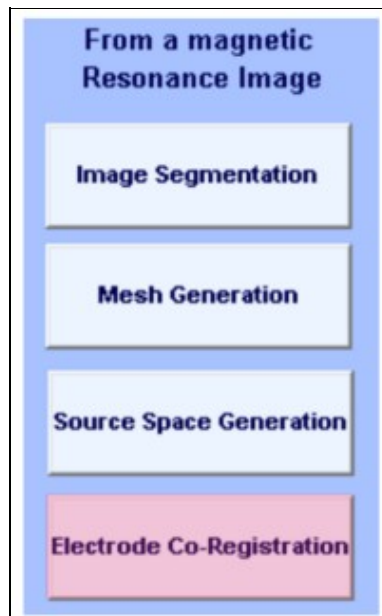 From a magnetic
Resonance Image
Image Segmentation
Mesh Generation
Source Space Generation
Electrode Co-Registration